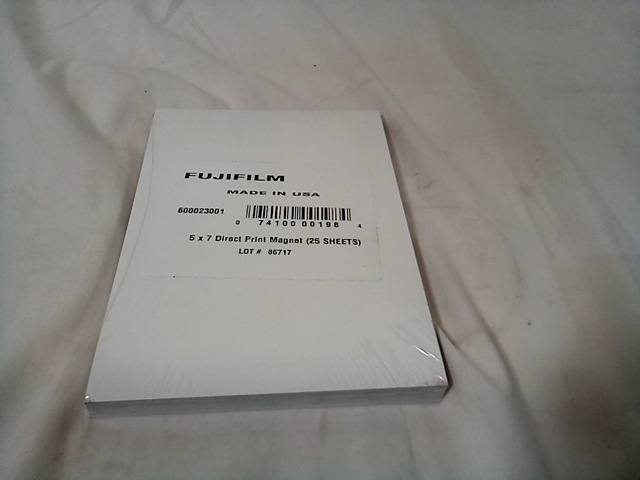 FUJIFILM
MADE IN USA
600023001
0 74100 00198 4
5 x 7 Direct Print Magnet (25 SHEETS)
LOT # 86717